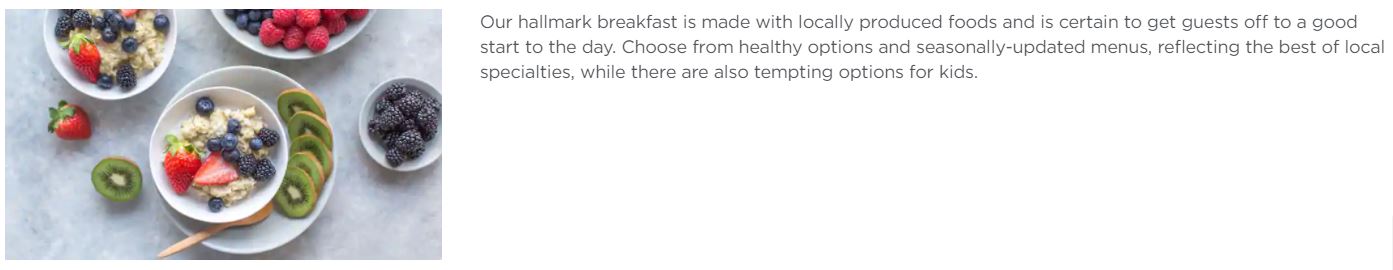 Our hallmark breakfast is made with locally produced foods and is certain to get guests off to a good
start to the day. Choose from healthy options and seasonally-updated menus, reflecting the best of local
specialties, while there are also tempting options for kids.